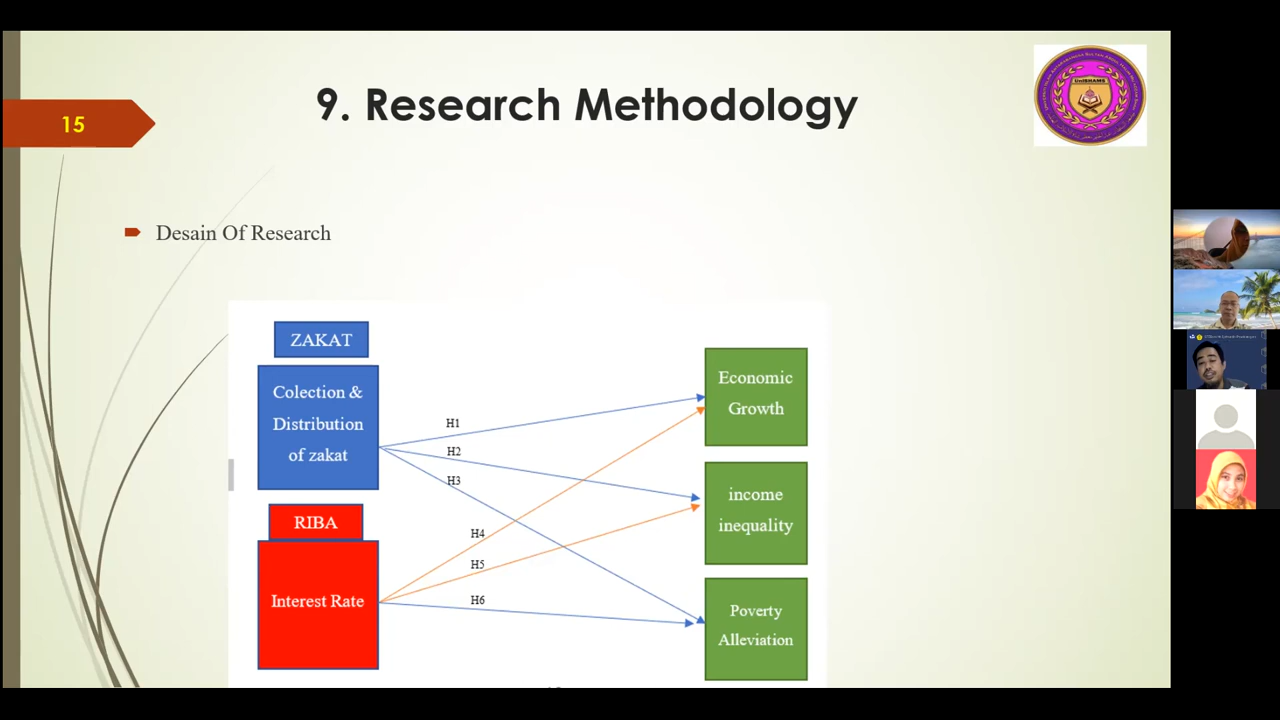 9. Research Methodology
15
UniSHAMS
Desain Of Research
ZAKAT
Colection &
Distribution
of zakat
RIBA
Interest Rate
H1
H2
H3
H4
H5
H6
Economic
Growth
income
inequality
Poverty
Alleviation